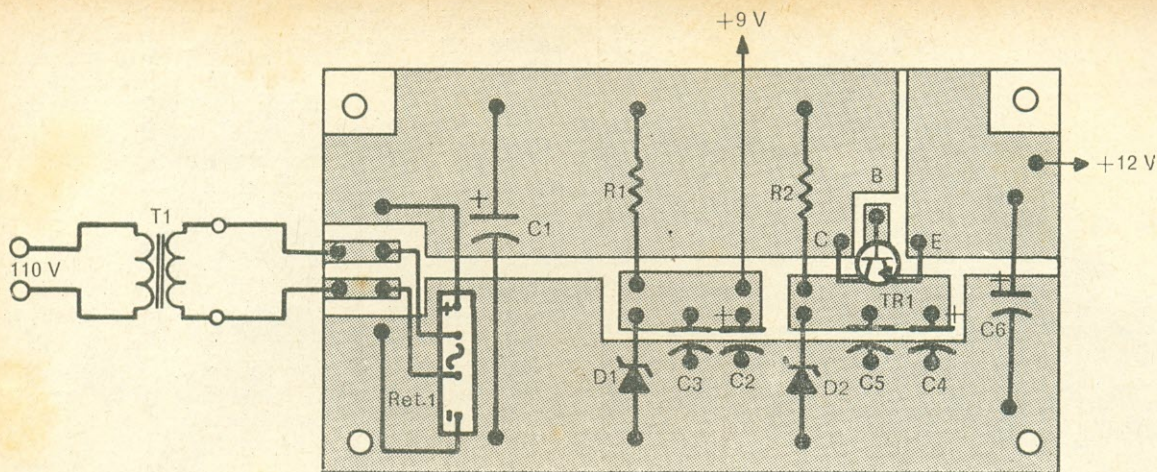 +9 V
+12 V
T1
110 V
+
C1
R1
R2
B
C
E
TR1
+
C6
+
~
-
Ret.1
D1
C3
+
C2
D2
C5
+
C4